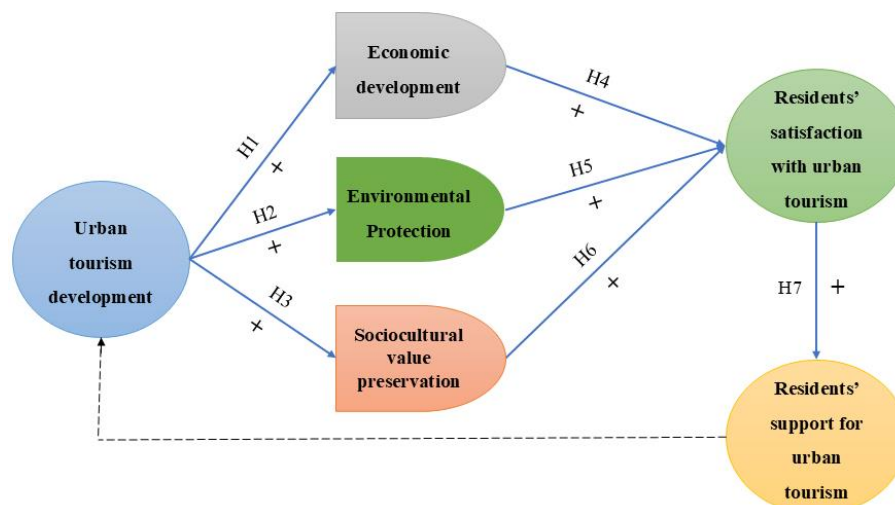 Urban
tourism
development
H1
+
H2
+
H3
+
Economic
development
Environmental
Protection
Sociocultural
value
preservation
H4
+
H5
+
H6
+
Residents’
satisfaction
with urban
tourism
H7 +
Residents’
support for
urban
tourism